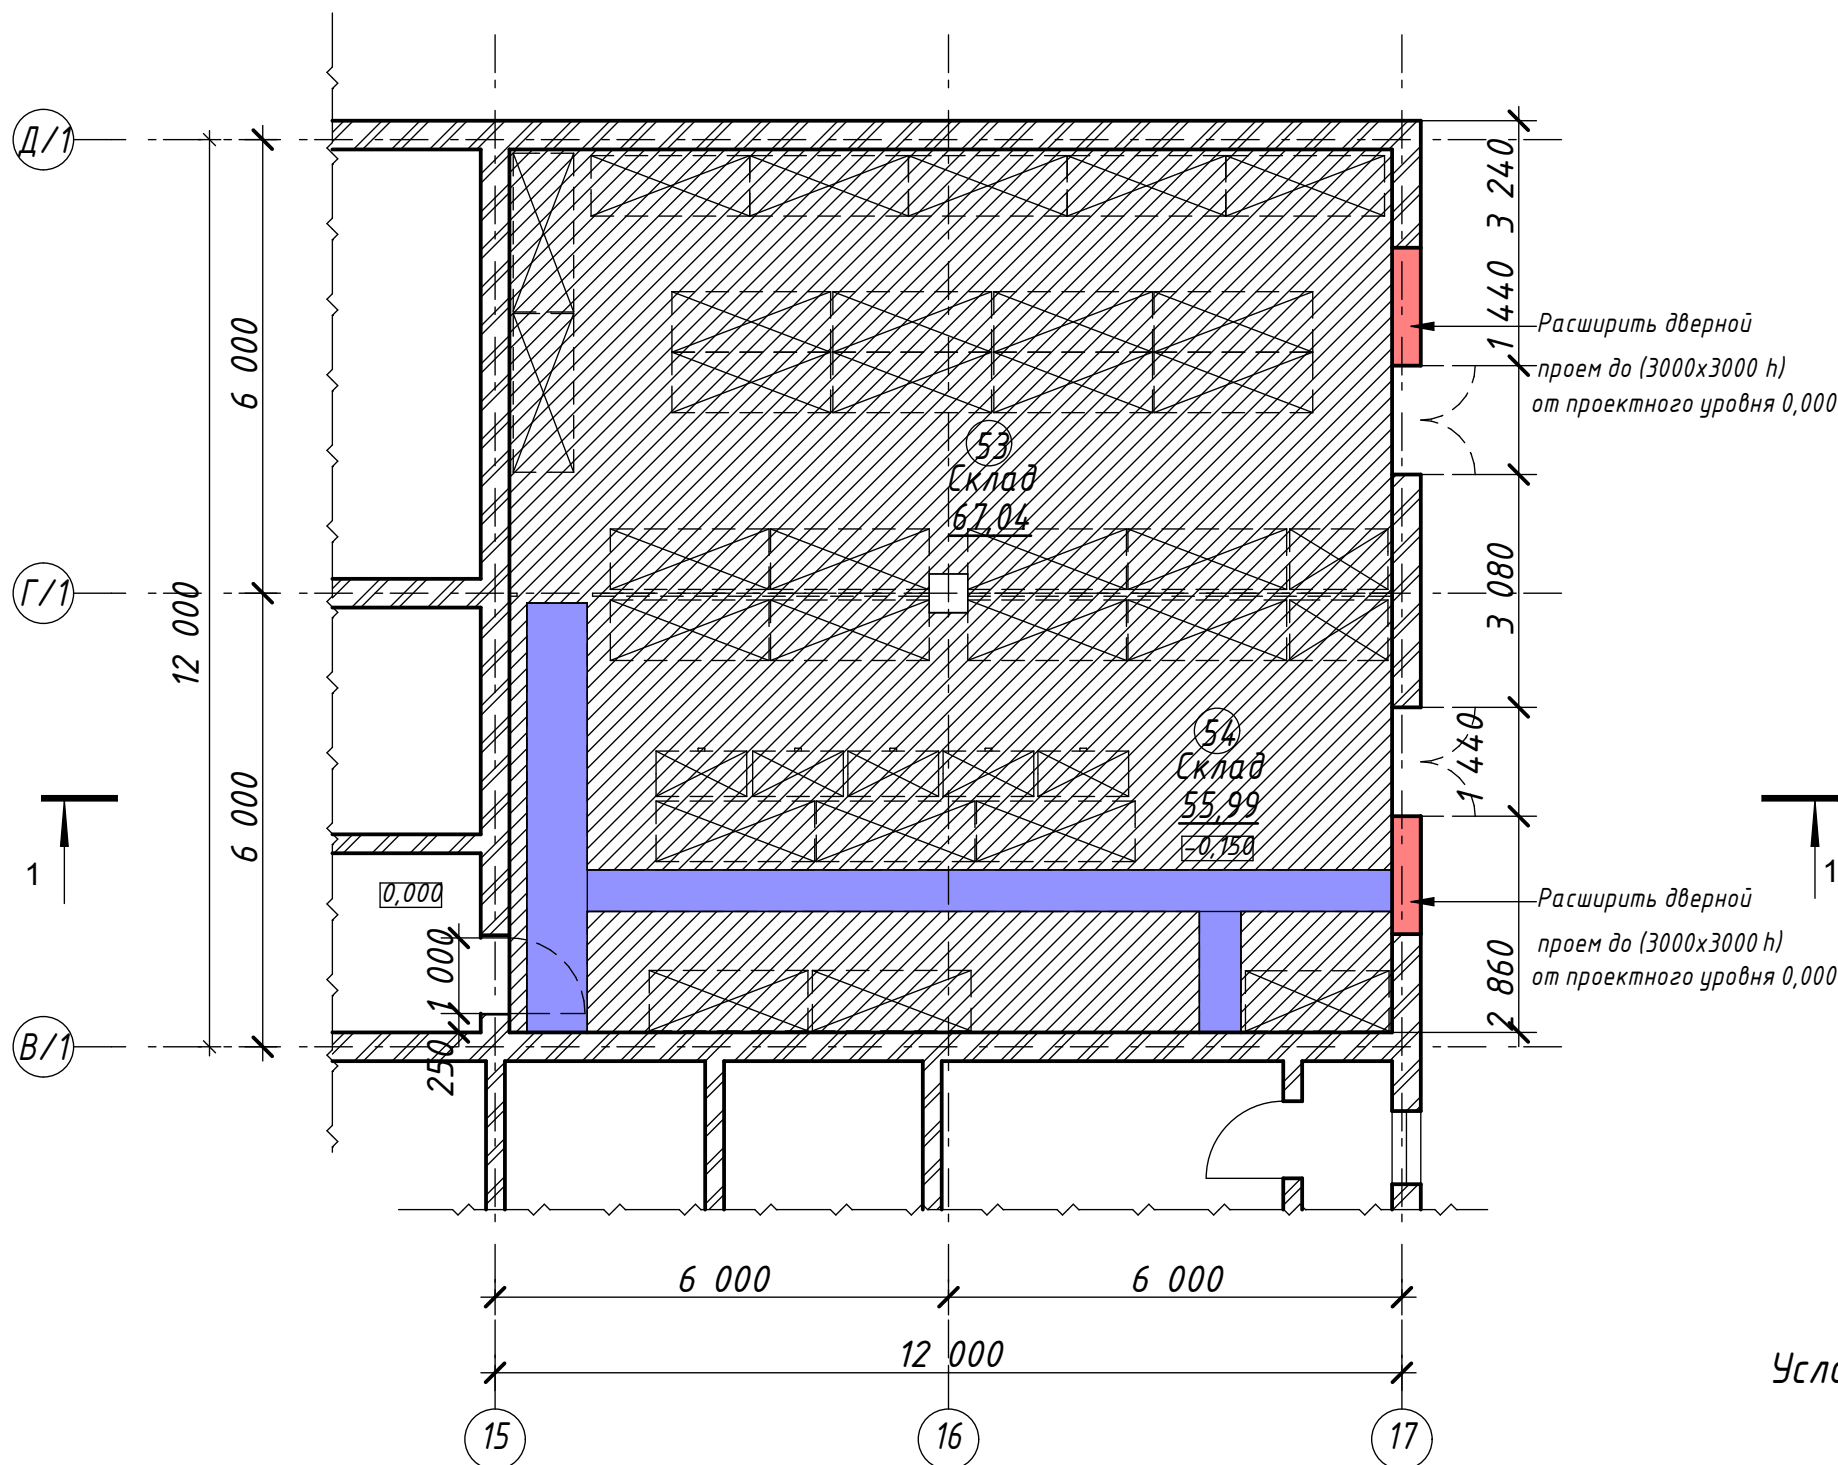 Д/1
3 240
1 440
Расширить дверной
проем до (3000х3000 h)
от проектного уровня 0,000
6 000
53
Склад
67,04
Г/1
12 000
3 080
54
Склад
55,99
-0,150
1 440
6 000
1
1
0,000
Расширить дверной
проем до (3000х3000 h)
от проектного уровня 0,000
1 000
2 860
В/1
250
6 000
6 000
12 000
15
16
17